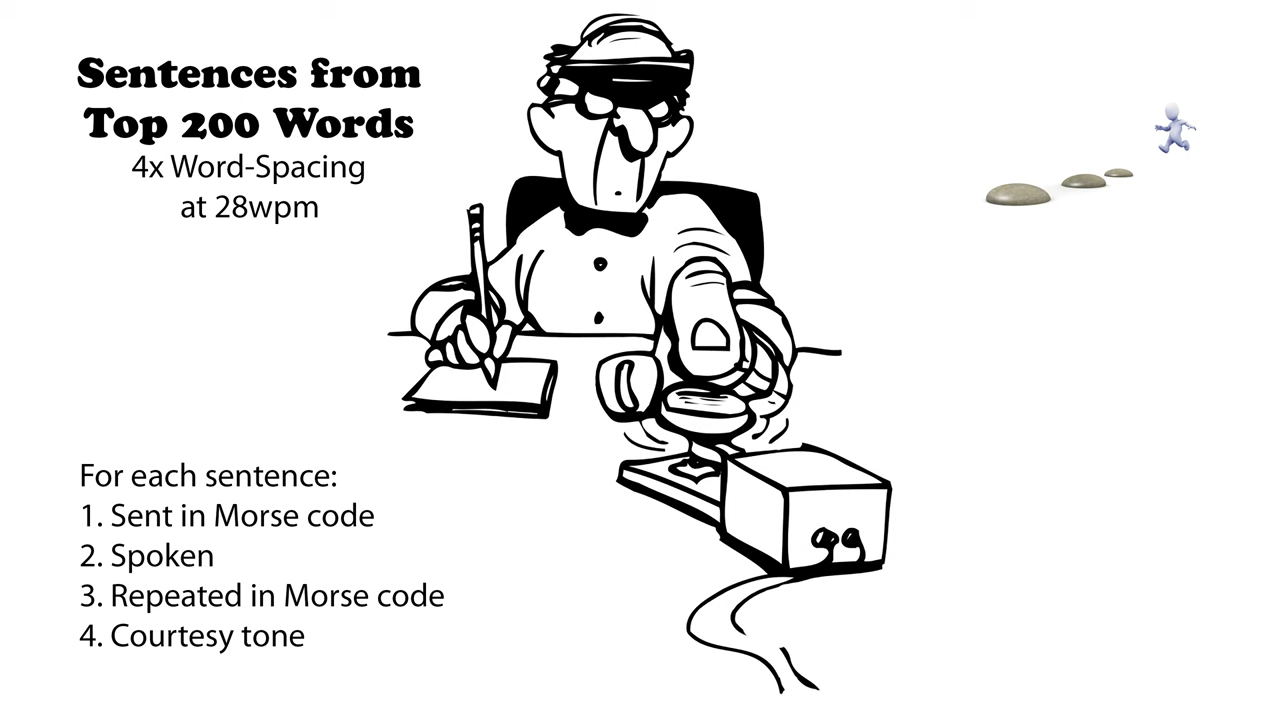 Sentences from
Top 200 Words
4x Word-Spacing
at 28wpm
For each sentence:
1. Sent in Morse code
2. Spoken
3. Repeated in Morse code
4. Courtesy tone